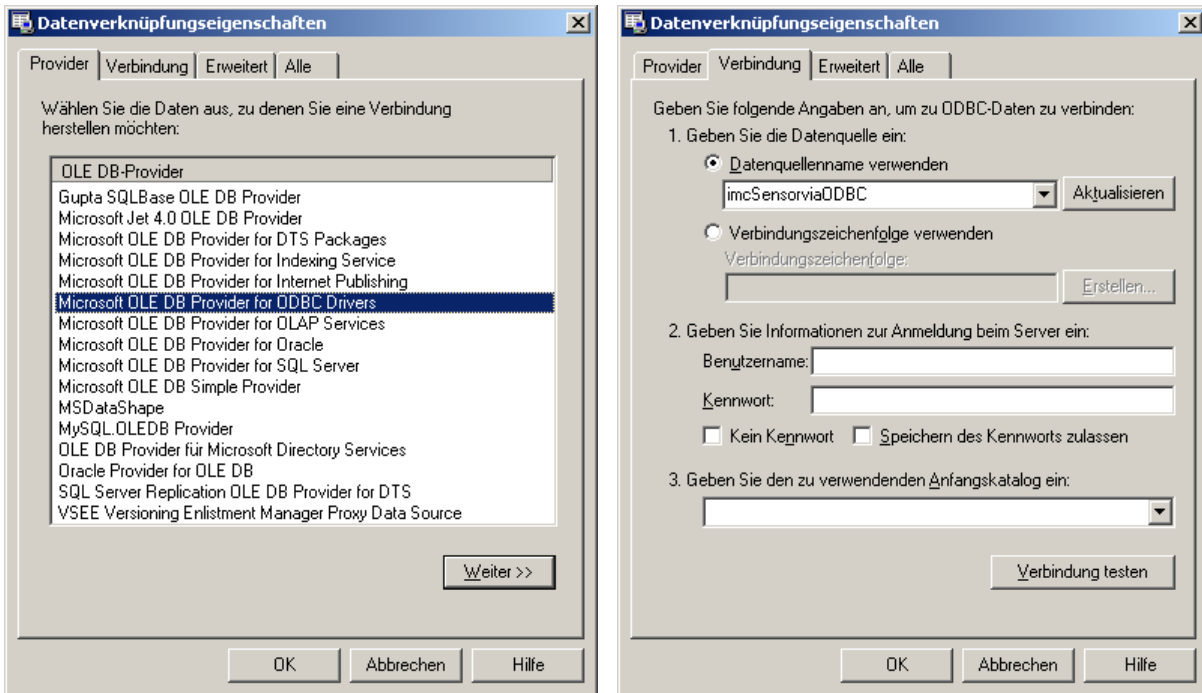 Datenverknüpfungseigenschaften
Provider Verbindung Erweitert Alle
Wählen Sie die Daten aus, zu denen Sie eine Verbindung
herstellen möchten:
OLE DB-Provider
Gupta SQLBase OLE DB Provider
Microsoft Jet 4.0 OLE DB Provider
Microsoft OLE DB Provider for DTS Packages
Microsoft OLE DB Provider for Indexing Service
Microsoft OLE DB Provider for Internet Publishing
Microsoft OLE DB Provider for ODBC Drivers
Microsoft OLE DB Provider for OLAP Services
Microsoft OLE DB Provider for Oracle
Microsoft OLE DB Provider for SQL Server
Microsoft OLE DB Simple Provider
MSDataShape
MySQL.OLEDB Provider
OLE DB Provider für Microsoft Directory Services
Oracle Provider for OLE DB
SQL Server Replication OLE DB Provider for DTS
VSEE Versioning Enlistment Manager Proxy Data Source
Weiter >>
OK Abbrechen Hilfe
Datenverknüpfungseigenschaften
Provider Verbindung Erweitert Alle
Geben Sie folgende Angaben an, um zu ODBC-Daten zu verbinden:
1. Geben Sie die Datenquelle ein:
Datenquellenname verwenden
imcSensorviaODBC Aktualisieren
Verbindungszeichenfolge verwenden
Verbindungszeichenfolge:
Erstellen...
2. Geben Sie Informationen zur Anmeldung beim Server ein:
Benutzername:
Kennwort:
Kein Kennwort Speichern des Kennworts zulassen
3. Geben Sie den zu verwendenden Anfangskatalog ein:
Verbindung testen
OK Abbrechen Hilfe